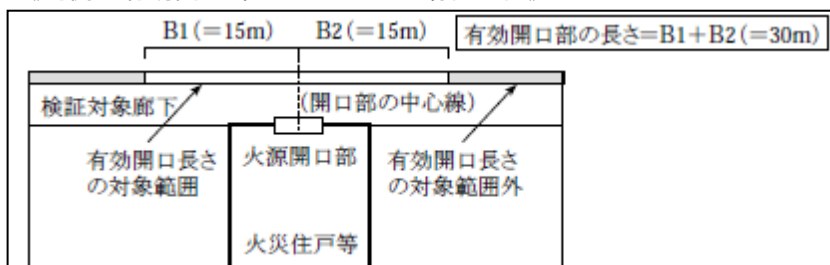 B1(=15m) B2(=15m) 有効開口部の長さ=B1+B2(=30m)
検証対象廊下 (開口部の中心線)
有効開口長さ
の対象範囲
火源開口部
有効開口長さ
の対象範囲外
火災住戸等